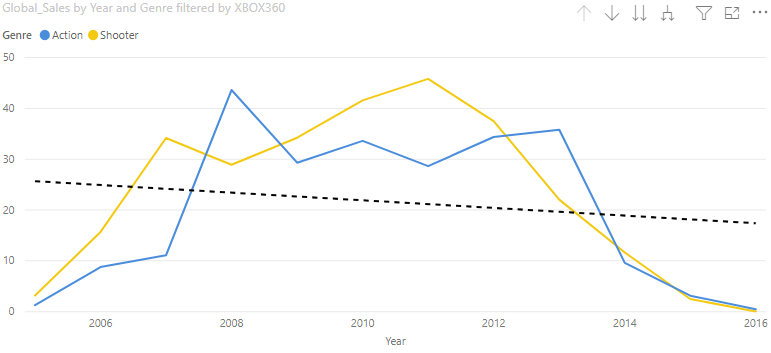 Global_Sales by Year and Genre filtered by XBOX360
Genre Action Shooter
50
40
30
20
10
0
2006 2008 2010 2012 2014 2016
Year